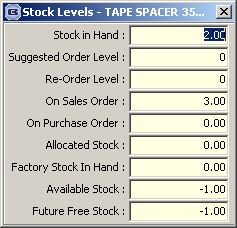 Stock Levels - TAPE SPACER 35...
Stock in Hand : 2.00
Suggested Order Level : 0
Re-Order Level : 0
On Sales Order : 3.00
On Purchase Order : 0.00
Allocated Stock : 0.00
Factory Stock In Hand : 0.00
Available Stock : -1.00
Future Free Stock : -1.00